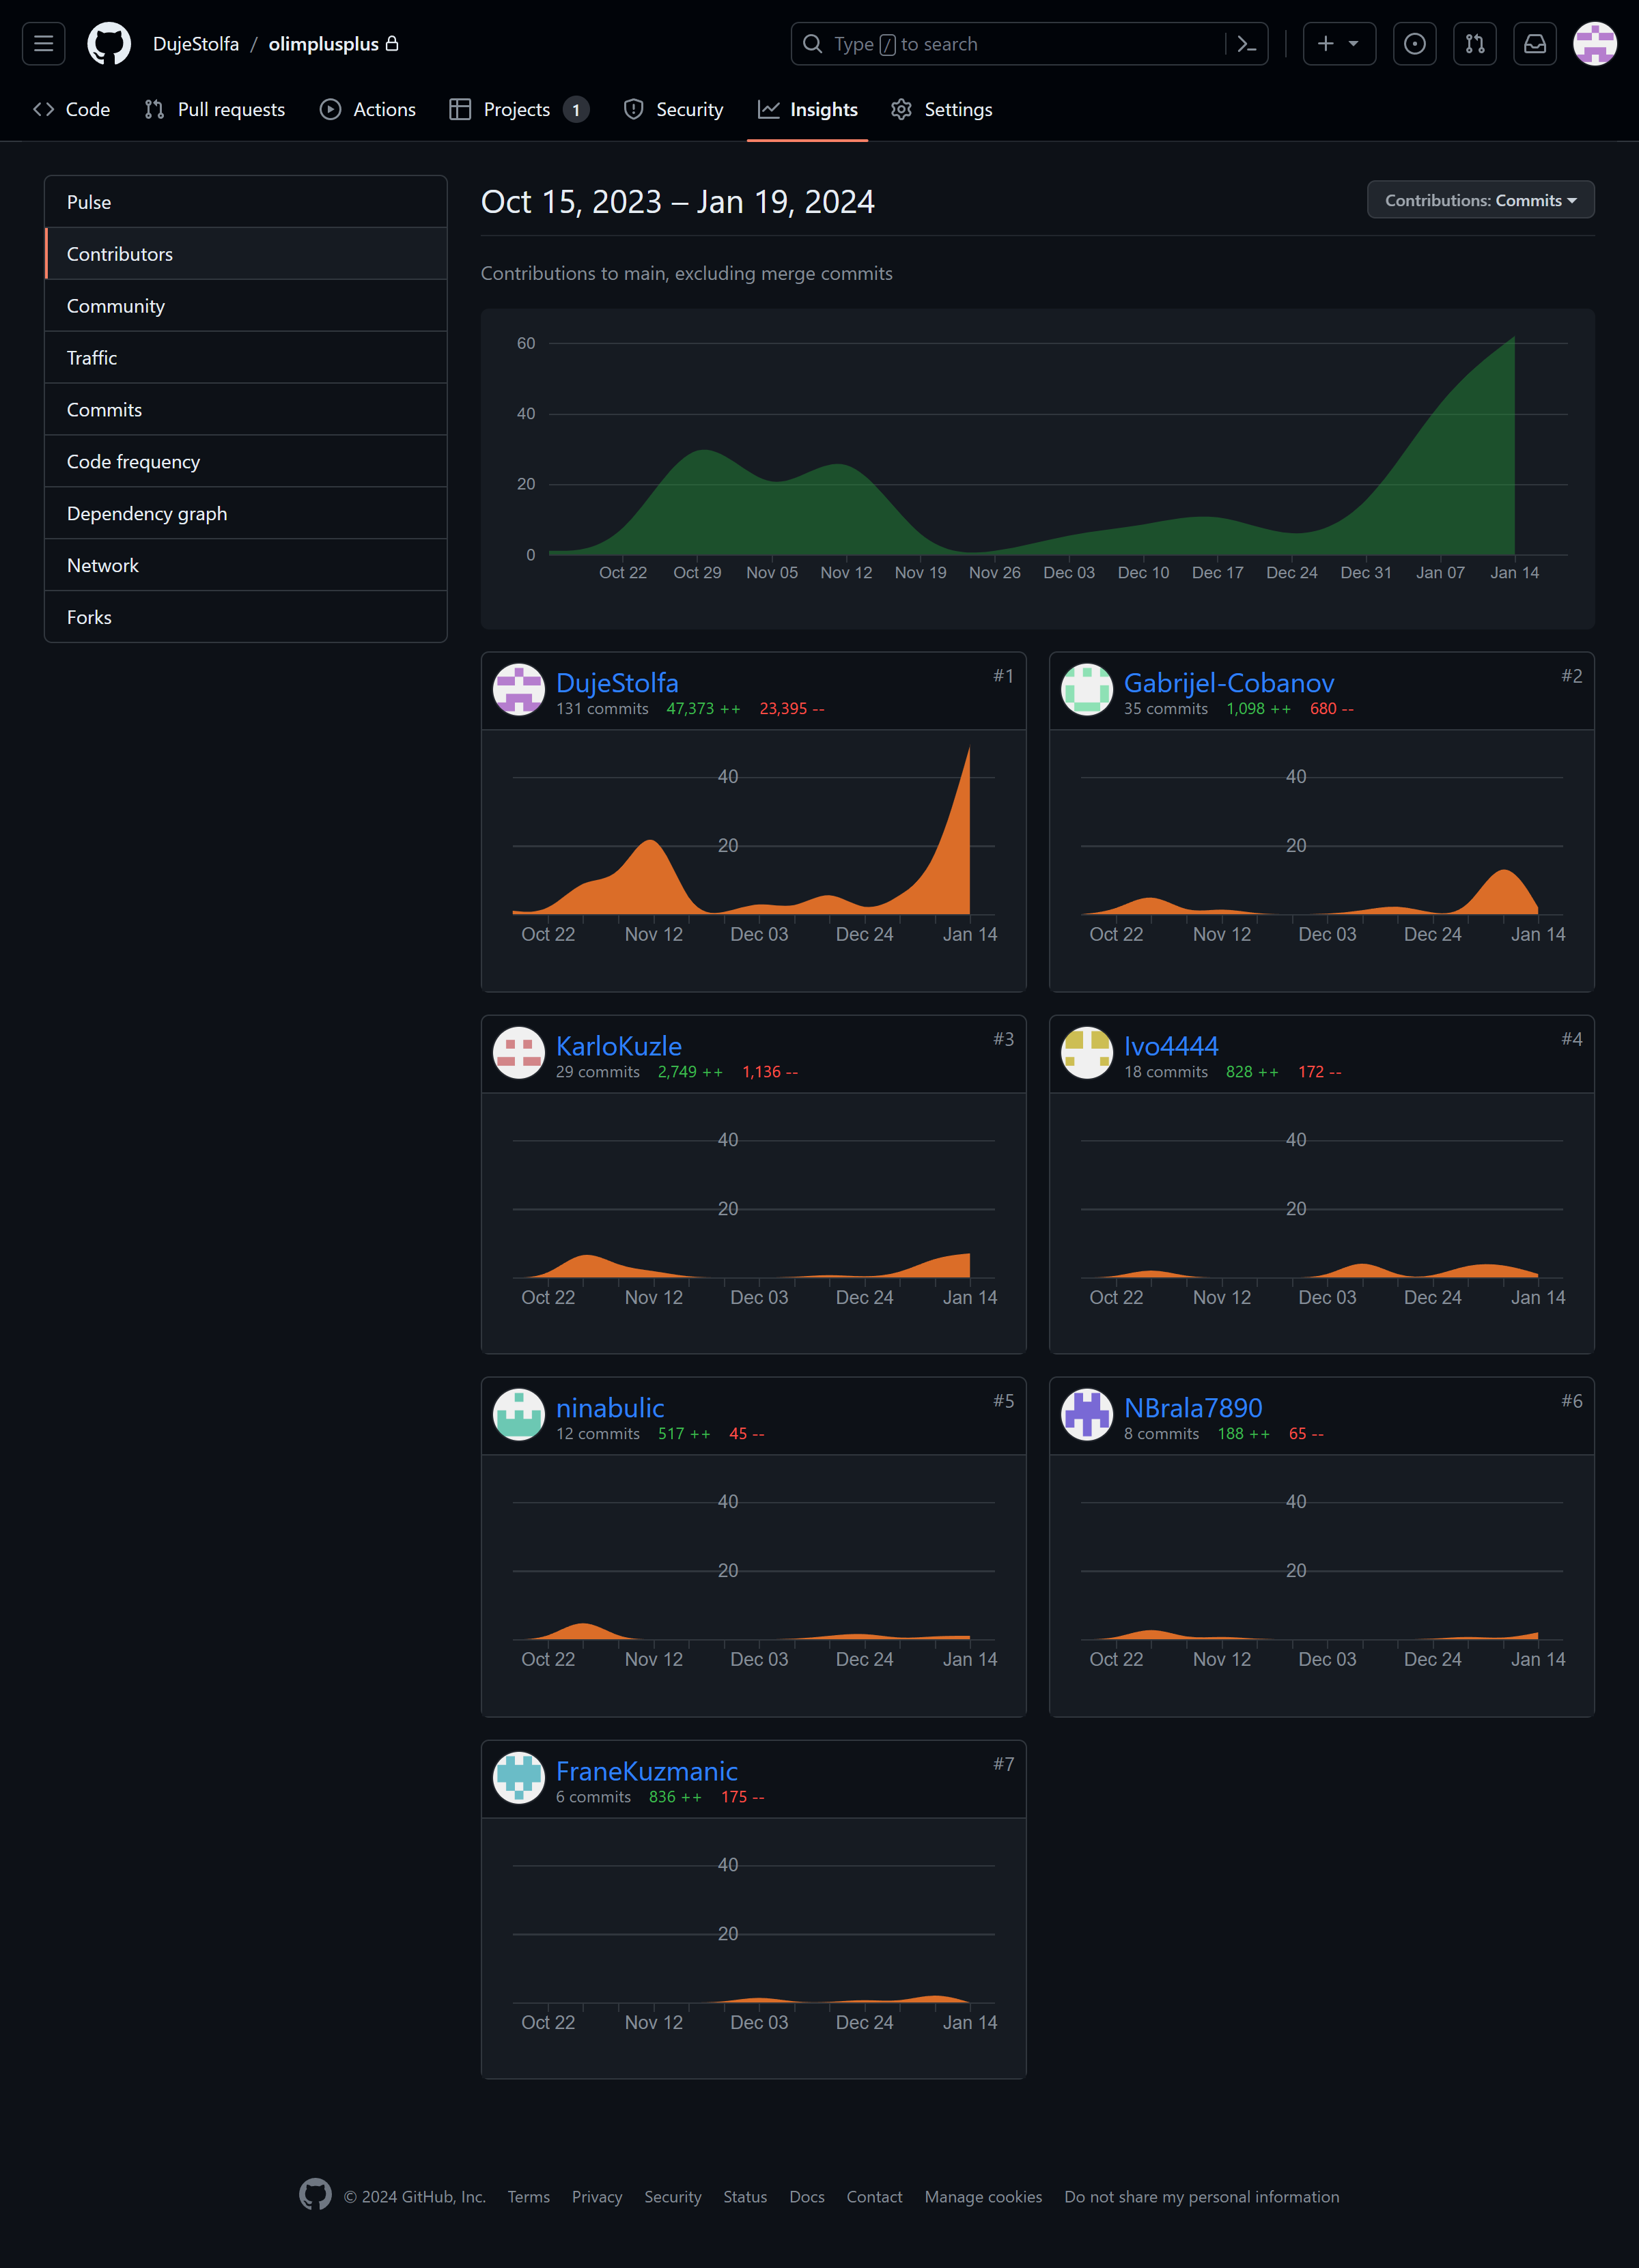 DujeStolfa / olimplusplus
Type / to search
Code Pull requests Actions Projects 1 Security Insights Settings
Pulse
Contributors
Community
Traffic
Commits
Code frequency
Dependency graph
Network
Forks
Oct 15, 2023 – Jan 19, 2024
Contributions: Commits
Contributions to main, excluding merge commits
60
40
20
0
Oct 22 Oct 29 Nov 05 Nov 12 Nov 19 Nov 26 Dec 03 Dec 10 Dec 17 Dec 24 Dec 31 Jan 07 Jan 14
DujeStolfa #1
131 commits 47,373 ++ 23,395 --
40
20
Oct 22 Nov 12 Dec 03 Dec 24 Jan 14
Gabrijel-Cobanov #2
35 commits 1,098 ++ 680 --
40
20
Oct 22 Nov 12 Dec 03 Dec 24 Jan 14
KarloKuzle #3
29 commits 2,749 ++ 1,136 --
40
20
Oct 22 Nov 12 Dec 03 Dec 24 Jan 14
Ivo4444 #4
18 commits 828 ++ 172 --
40
20
Oct 22 Nov 12 Dec 03 Dec 24 Jan 14
ninabulic #5
12 commits 517 ++ 45 --
40
20
Oct 22 Nov 12 Dec 03 Dec 24 Jan 14
NBrala7890 #6
8 commits 188 ++ 65 --
40
20
Oct 22 Nov 12 Dec 03 Dec 24 Jan 14
FraneKuzmanic #7
6 commits 836 ++ 175 --
40
20
Oct 22 Nov 12 Dec 03 Dec 24 Jan 14
© 2024 GitHub, Inc. Terms Privacy Security Status Docs Contact Manage cookies Do not share my personal information